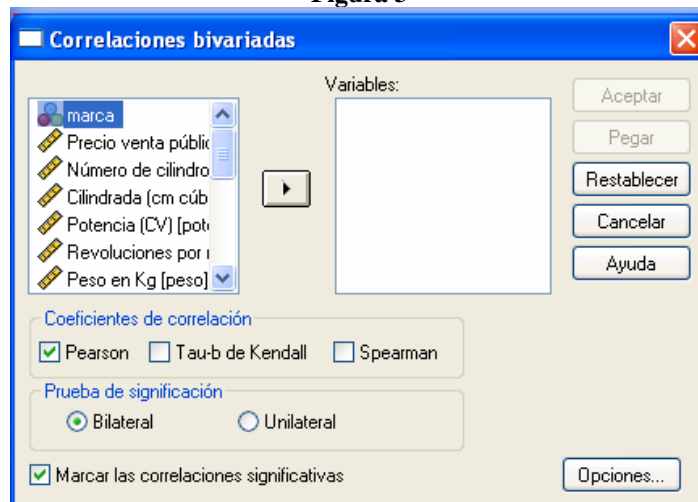 Correlaciones bivariadas
Variables:
marca
Precio venta públic
Número de cilindro
Cilindrada (cm cúb
Potencia (CV) [pot
Revoluciones por
Peso en Kg [peso]
Aceptar
Pegar
Restablecer
Cancelar
Ayuda
Coeficientes de correlación
Pearson Tau-b de Kendall Spearman
Prueba de significación
Bilateral Unilateral
Marcar las correlaciones significativas
Opciones...